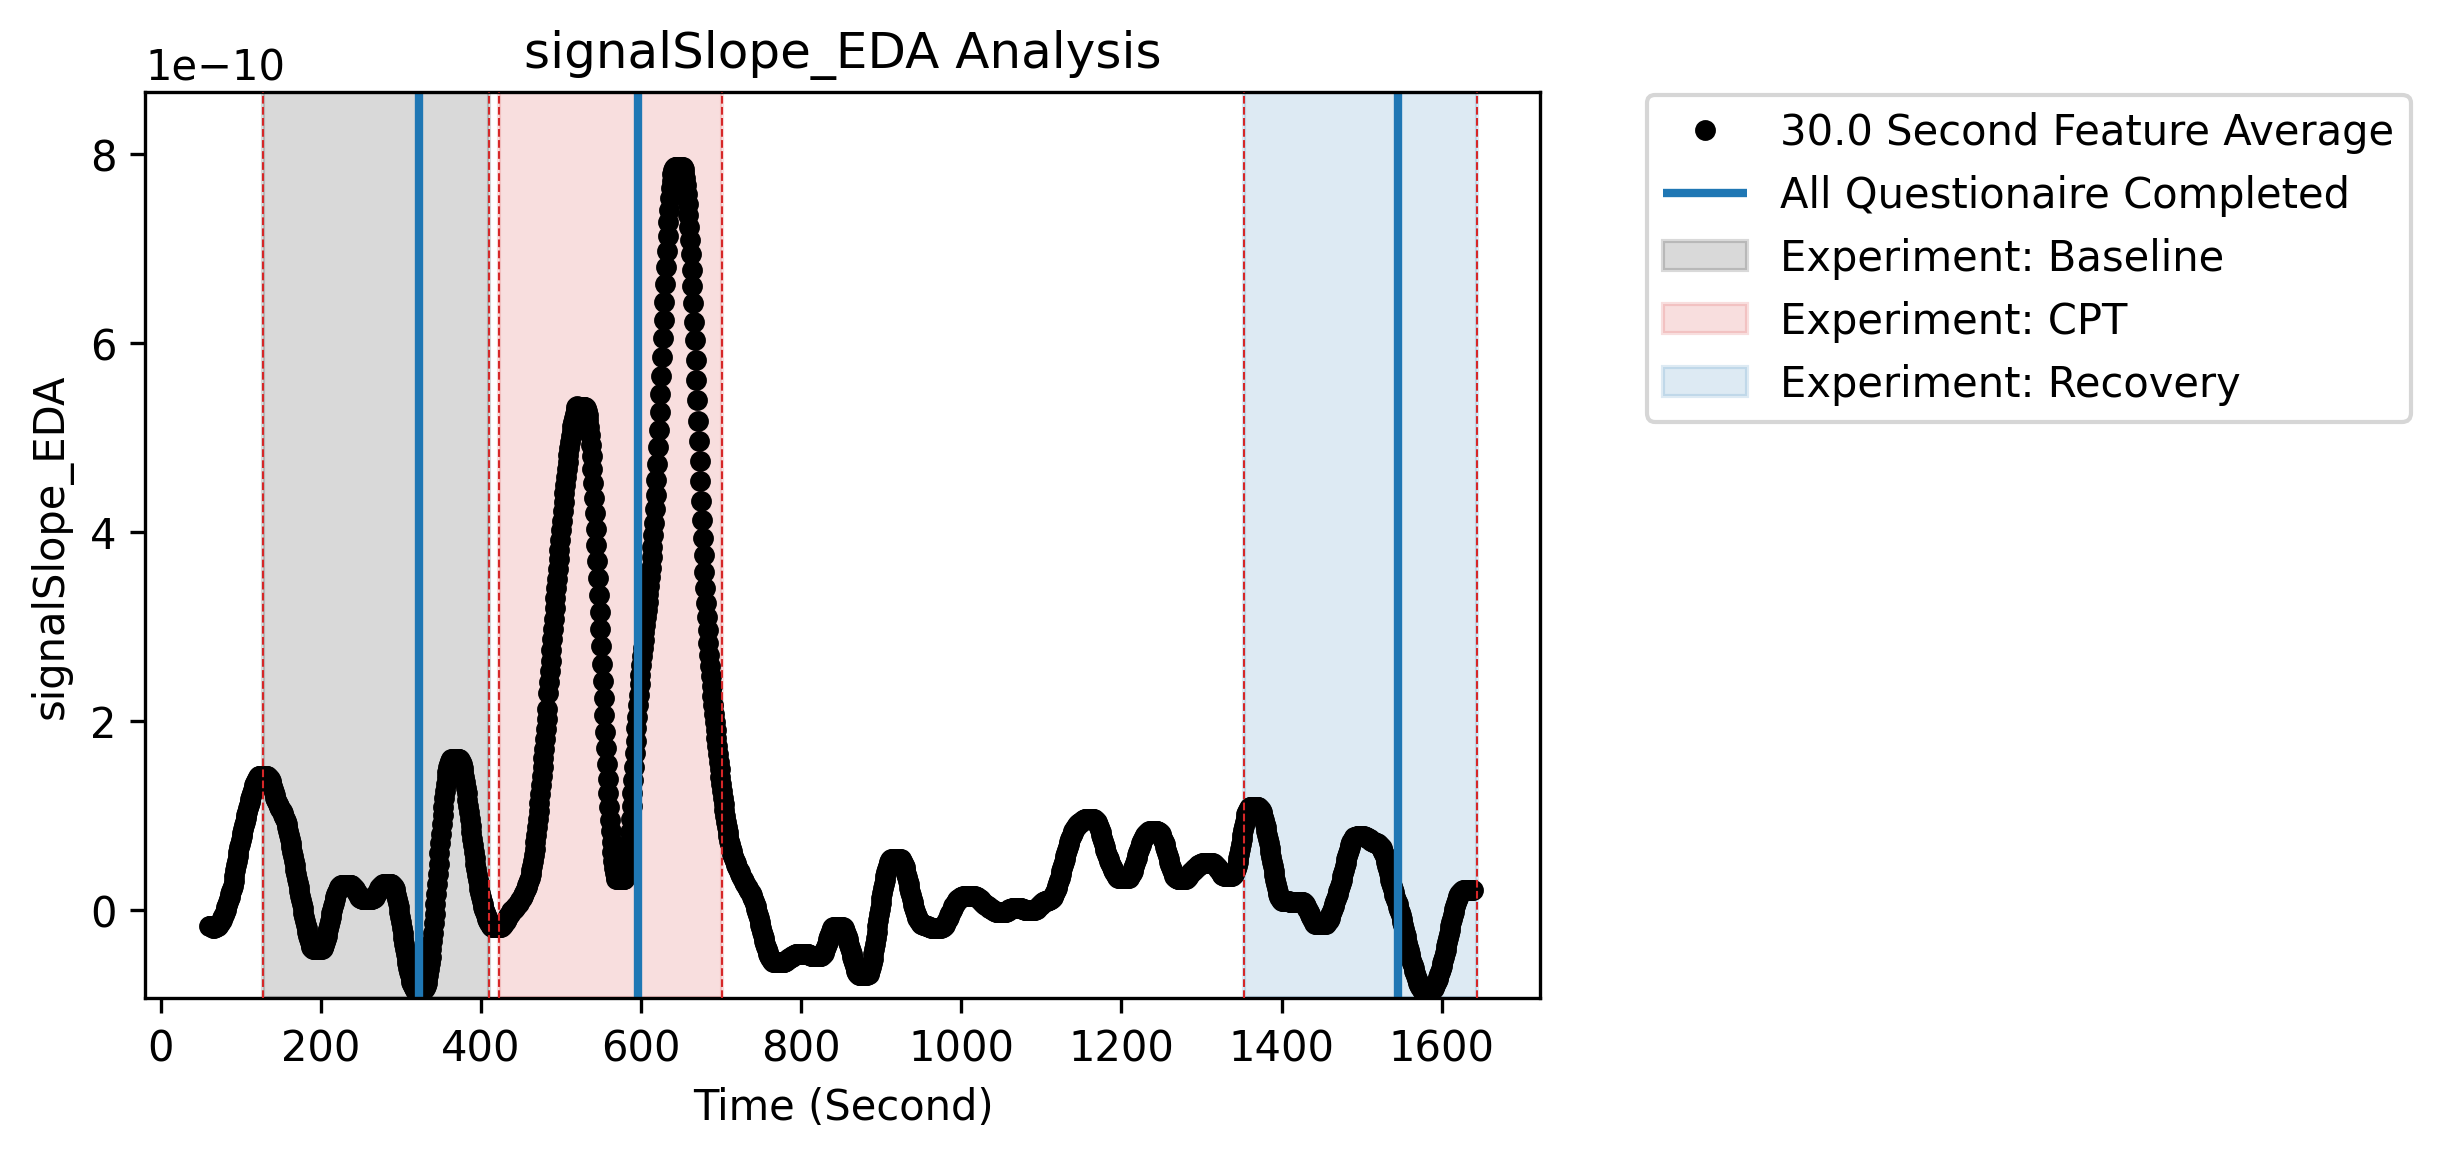 signalSlope_EDA Analysis
1e−10
8
6
4
2
0
signalSlope_EDA
0 200 400 600 800 1000 1200 1400 1600
Time (Second)
30.0 Second Feature Average
All Questionaire Completed
Experiment: Baseline
Experiment: CPT
Experiment: Recovery